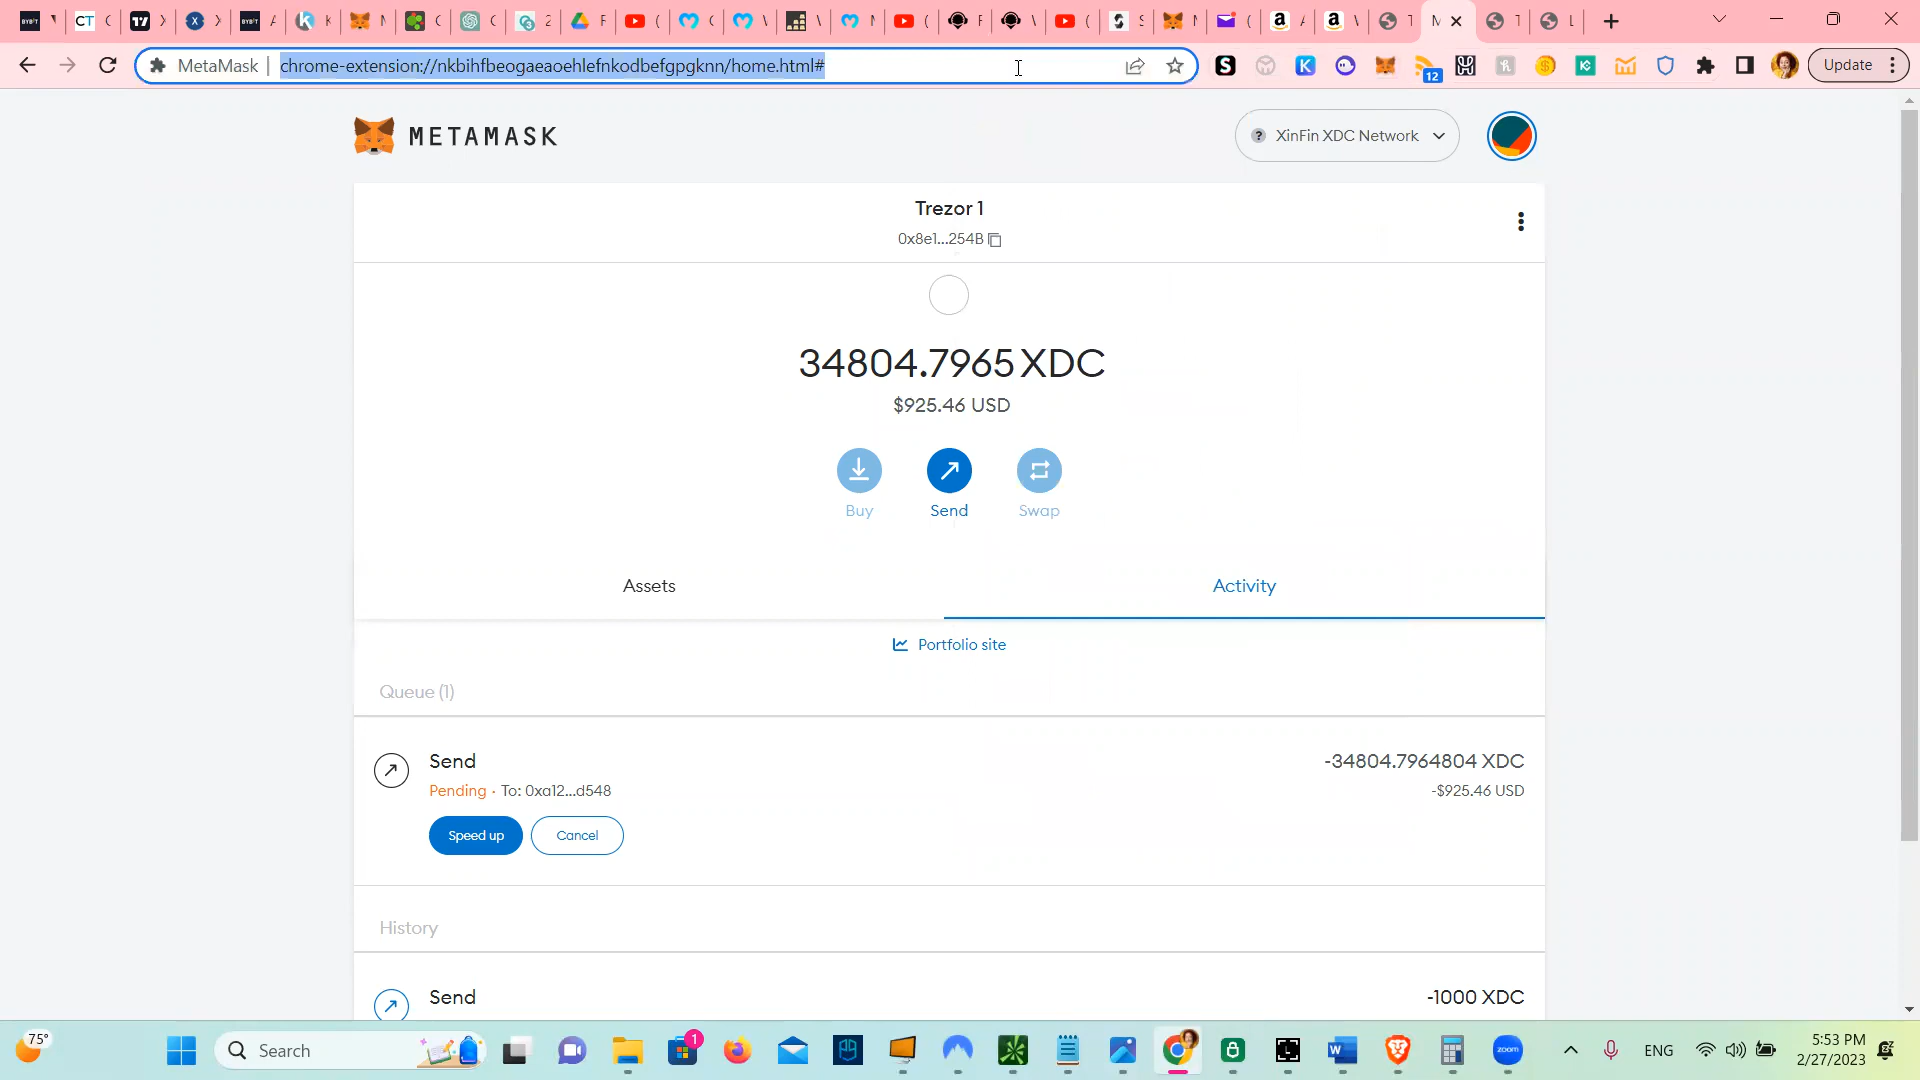 MetaMask | chrome-extension://nkbihfbeogaeaoehlefnkodbefgpgknn/home.html#
12
Update
METAMASK
? XinFin XDC Network
Trezor 1
0x8e1...254B
34804.7965 XDC
$925.46 USD
Buy Send Swap
Assets Activity
Portfolio site
Queue (1)
Send -34804.7964804 XDC
Pending · To: 0xa12...d548 -$925.46 USD
Speed up Cancel
History
Send -1000 XDC
75°
Search
1
zoom
ENG
5:53 PM
2/27/2023